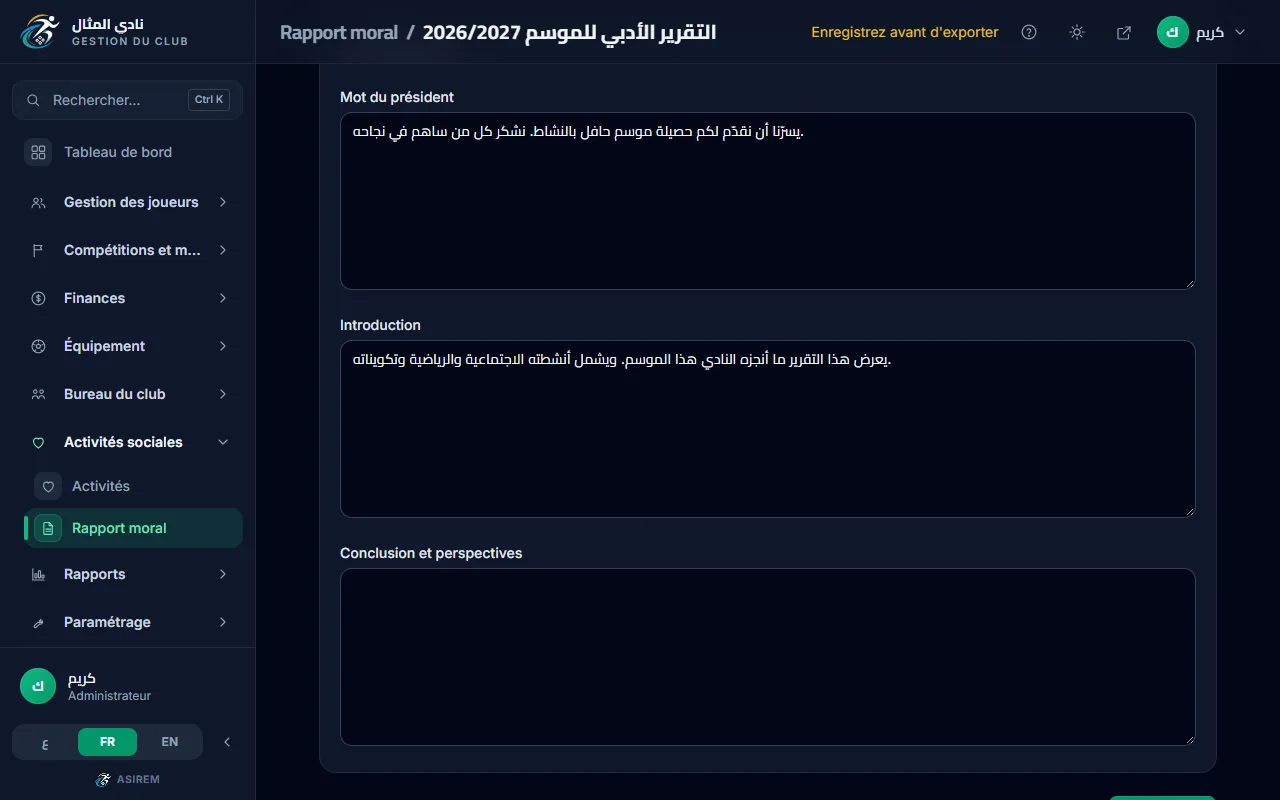 نادي المثال
GESTION DU CLUB
Rapport moral / التقرير الأدبي للموسم 2026/2027
Enregistrez avant d'exporter
ك
كريم
Rechercher...
Ctrl K
Tableau de bord
Gestion des joueurs
Compétitions et m...
Finances
Équipement
Bureau du club
Activités sociales
Activités
Rapport moral
Rapports
Paramétrage
ك
كريم
Administrateur
ع
FR
EN
ASIREM
Mot du président
يسرّنا أن نقدّم لكم حصيلة موسم حافل بالنشاط. نشكر كل من ساهم في نجاحه.
Introduction
يعرض هذا التقرير ما أنجزه النادي هذا الموسم. ويشمل أنشطته الاجتماعية والرياضية وتكويناته.
Conclusion et perspectives